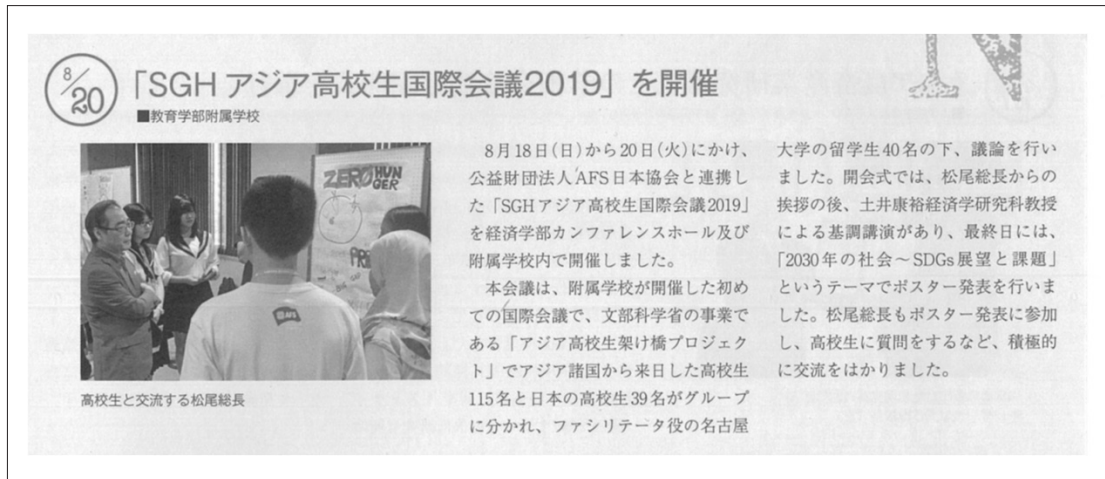 8/20
「SGH アジア高校生国際会議2019」を開催
■教育学部附属学校
ZERO HUN
GER
AFS
高校生と交流する松尾総長
8月18日(日)から20日(火)にかけ、
公益財団法人AFS日本協会と連携し
た「SGHアジア高校生国際会議2019」
を経済学部カンファレンスホール及び
附属学校内で開催しました。
本会議は、附属学校が開催した初め
ての国際会議で、文部科学省の事業で
ある「アジア高校生架け橋プロジェク
ト」でアジア諸国から来日した高校生
115名と日本の高校生39名がグループ
に分かれ、ファシリテータ役の名古屋
大学の留学生40名の下、議論を行い
ました。開会式では、松尾総長からの
挨拶の後、土井康裕経済学研究科教授
による基調講演があり、最終日には、
「2030年の社会～SDGs展望と課題」
というテーマでポスター発表を行いま
した。松尾総長もポスター発表に参加
し、高校生に質問をするなど、積極的
に交流をはかりました。